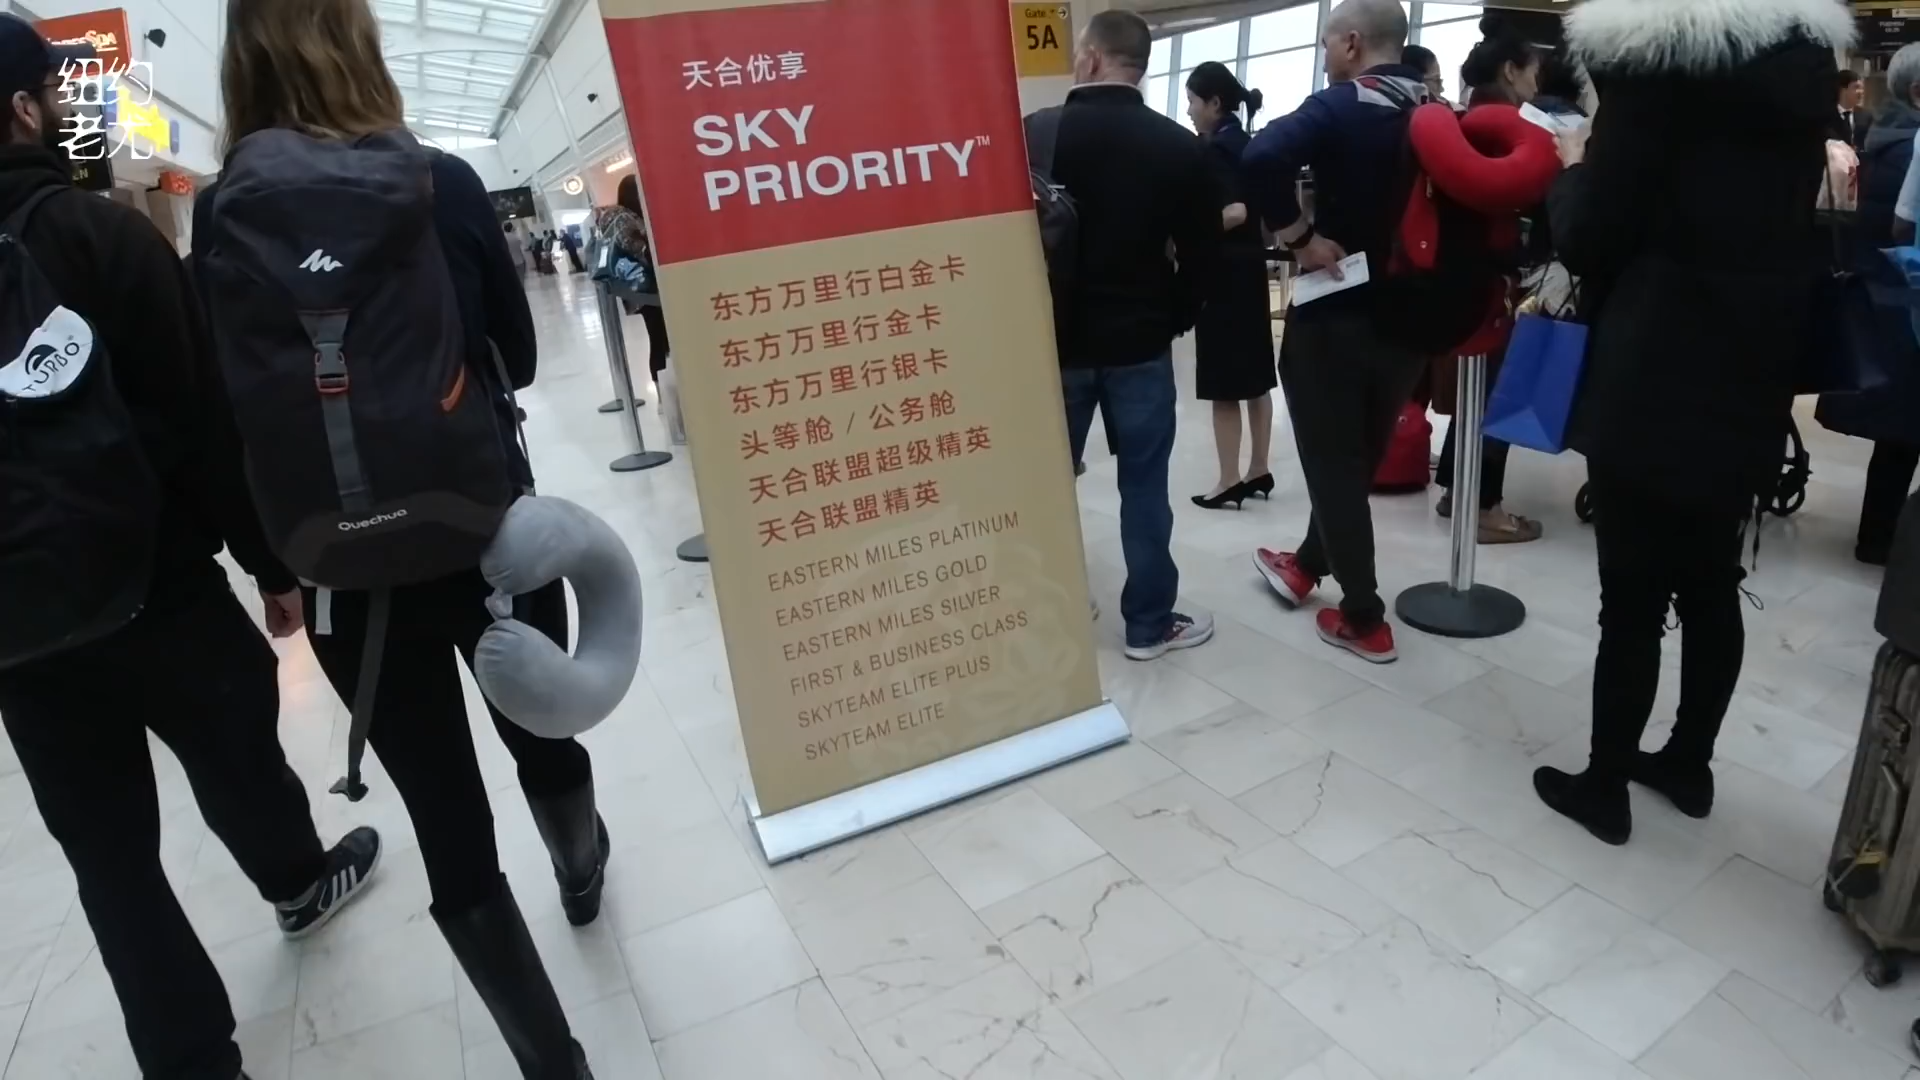 纽约
老尤
Gate
5A
天合优享
SKY
PRIORITY™
东方万里行白金卡
东方万里行金卡
东方万里行银卡
头等舱 / 公务舱
天合联盟超级精英
天合联盟精英
EASTERN MILES PLATINUM
EASTERN MILES GOLD
EASTERN MILES SILVER
FIRST & BUSINESS CLASS
SKYTEAM ELITE PLUS
SKYTEAM ELITE
Quechua
TURBO